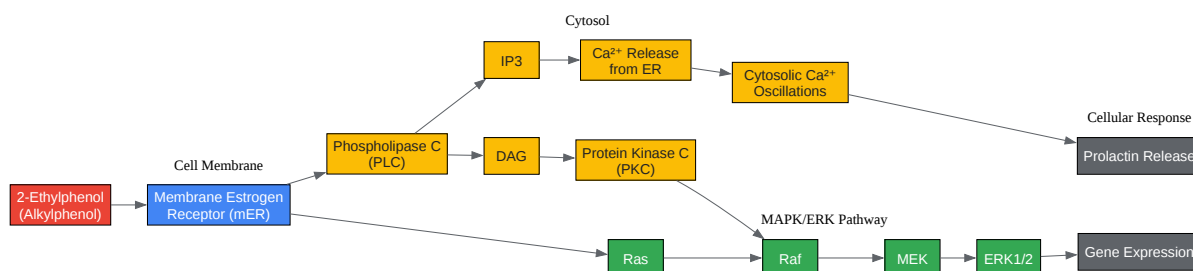 Cytosol
IP3
Ca²⁺ Release
from ER
Cytosolic Ca²⁺
Oscillations
Cellular Response
Phospholipase C
(PLC)
DAG
Protein Kinase C
(PKC)
Prolactin Release
Cell Membrane
2-Ethylphenol
(Alkylphenol)
Membrane Estrogen
Receptor (mER)
MAPK/ERK Pathway
Ras
Raf
MEK
ERK1/2
Gene Expression